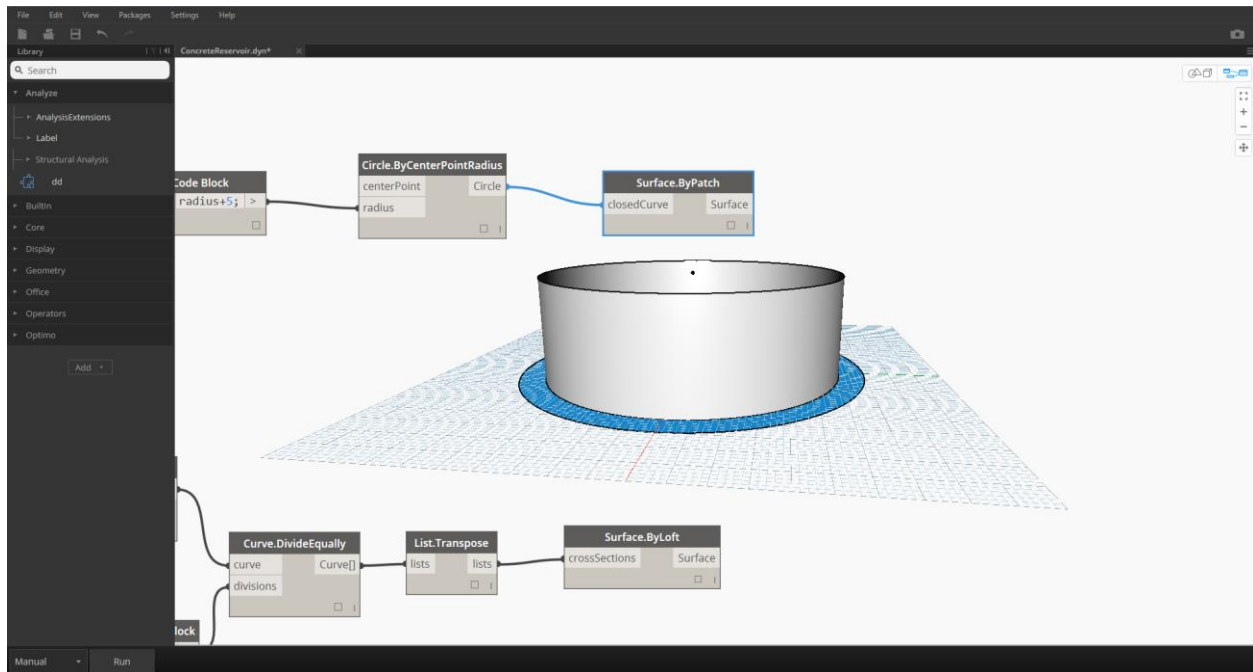 File Edit View Packages Settings Help
Library
ConcreteReservoir.dyn*
Search
Analyze
AnalysisExtensions
Label
Structural Analysis
dd
BuiltIn
Core
Display
Geometry
Office
Operators
Optimo
Add
Code Block
radius+5; >
Circle.ByCenterPointRadius
centerPoint Circle
radius
Surface.ByPatch
closedCurve Surface
Curve.DivideEqually
curve Curve[]
divisions
List.Transpose
lists lists
Surface.ByLoft
crossSections Surface
lock
Manual Run